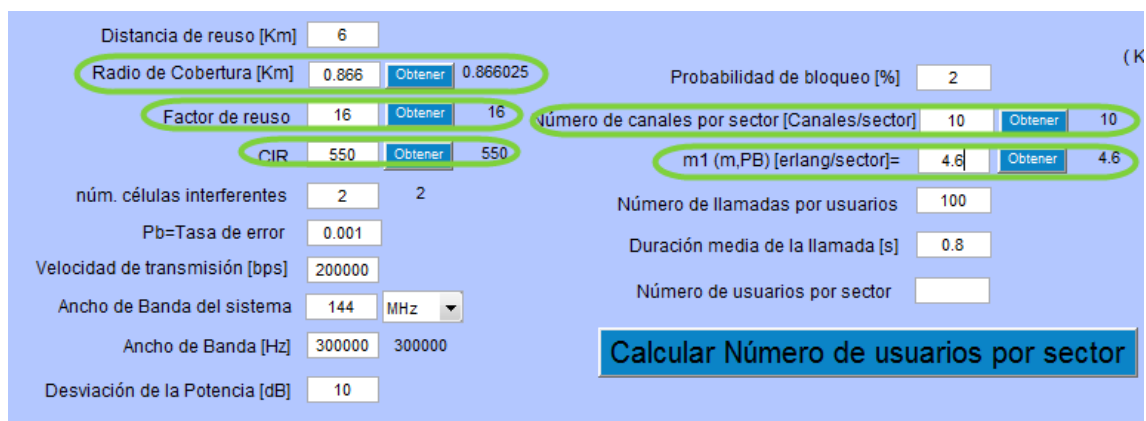 Distancia de reuso [Km] 6
Radio de Cobertura [Km] 0.866 Obtener 0.866025
Factor de reuso 16 Obtener 16
CIR 550 Obtener 550
núm. células interferentes 2 2
Pb=Tasa de error 0.001
Velocidad de transmisión [bps] 200000
Ancho de Banda del sistema 144 MHz
Ancho de Banda [Hz] 300000 300000
Desviación de la Potencia [dB] 10
( K
Probabilidad de bloqueo [%] 2
Número de canales por sector [Canales/sector] 10 Obtener 10
m1 (m,PB) [erlang/sector]= 4.6 Obtener 4.6
Número de llamadas por usuarios 100
Duración media de la llamada [s] 0.8
Número de usuarios por sector
Calcular Número de usuarios por sector